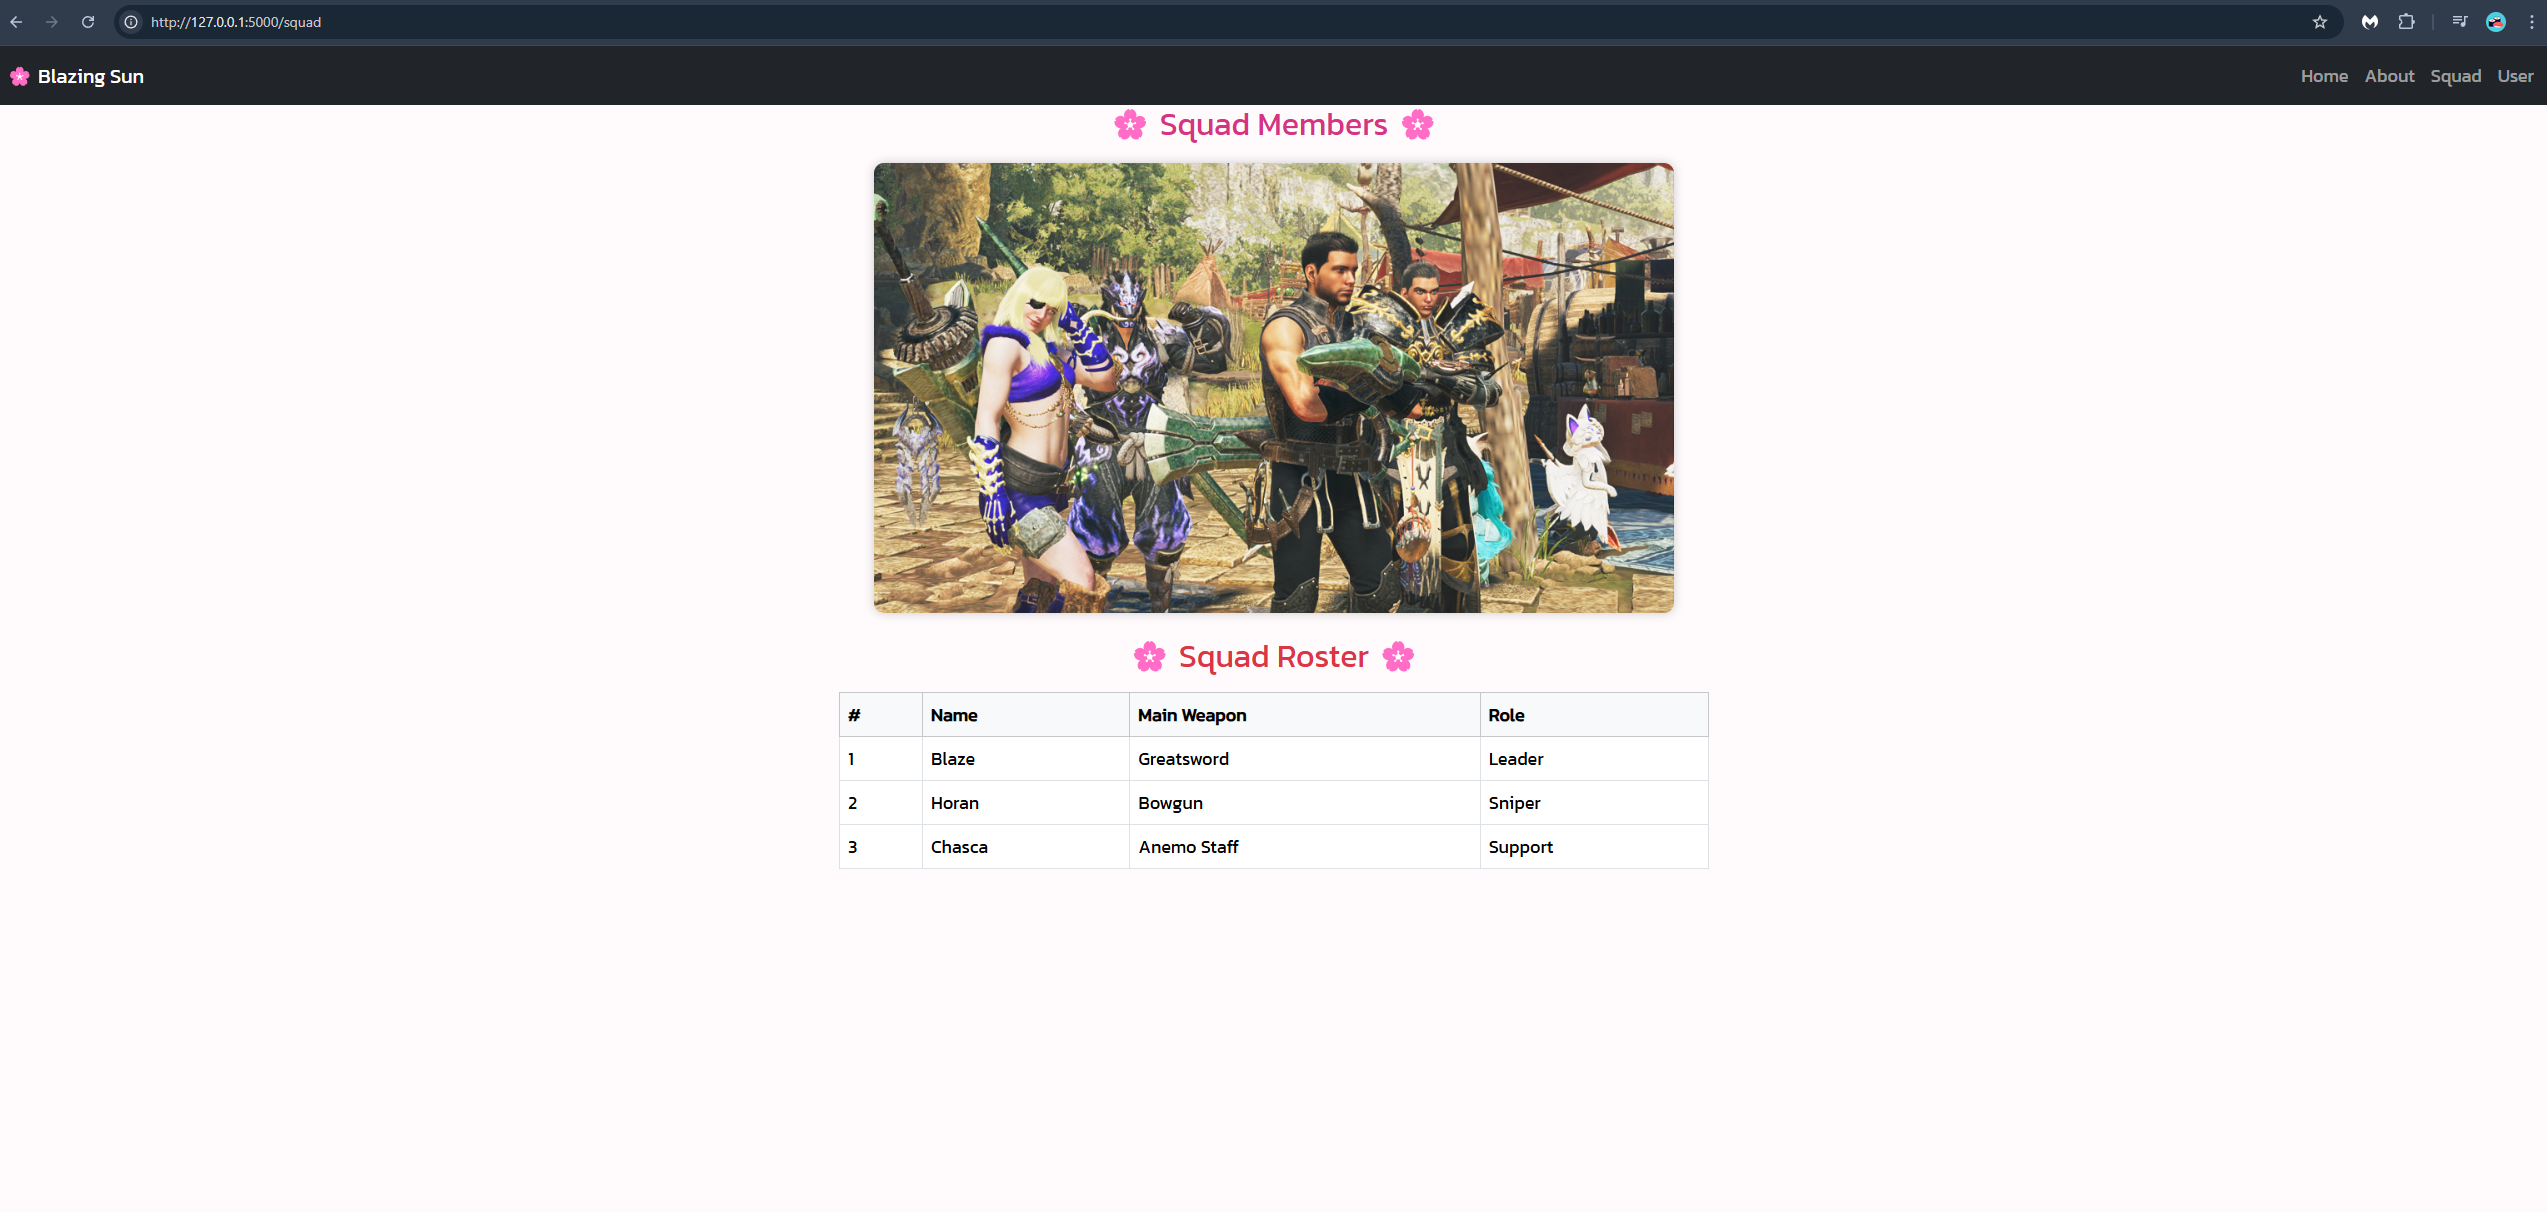 http://127.0.0.1:5000/squad
🌸 Blazing Sun Home About Squad User
🌸 Squad Members 🌸
🌸 Squad Roster 🌸
# Name Main Weapon Role
1 Blaze Greatsword Leader
2 Horan Bowgun Sniper
3 Chasca Anemo Staff Support